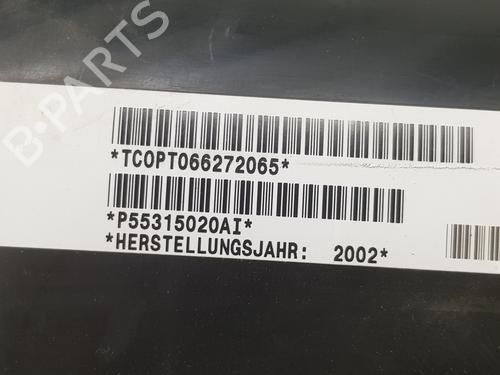 B-PARTS
*TCOPT066272065*
*P55315020AI*
*HERSTELLUNGSJAHR: 2002*